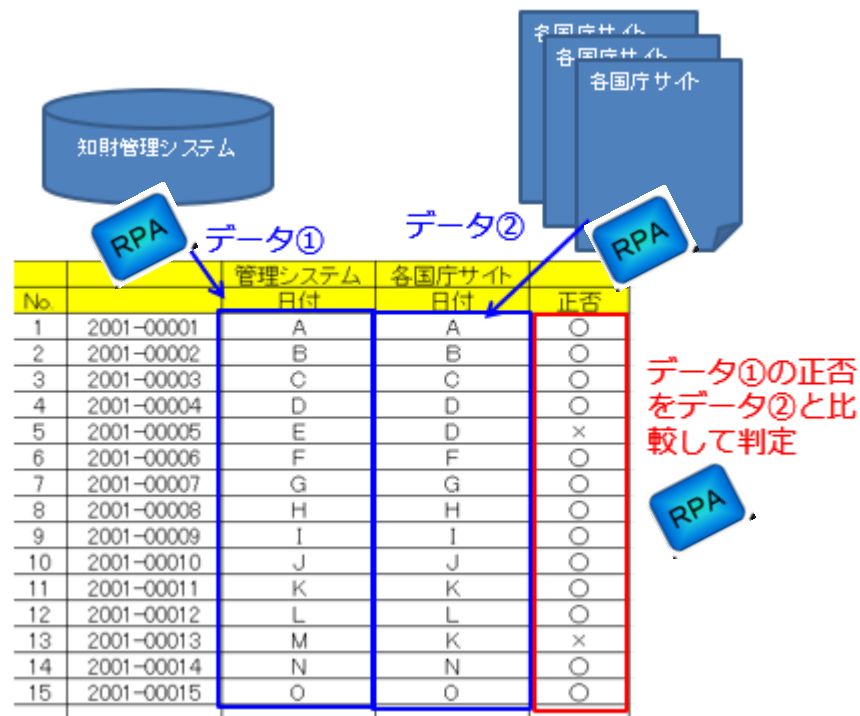 各国庁サイト
各国庁サイト
各国庁サイト
知財管理システム
RPA
データ①
データ②
RPA
管理システム 各国庁サイト
No. 日付 日付 正否
1 2001-00001 A A ○
2 2001-00002 B B ○
3 2001-00003 C C ○
4 2001-00004 D D ○
5 2001-00005 E D ×
6 2001-00006 F F ○
7 2001-00007 G G ○
8 2001-00008 H H ○
9 2001-00009 I I ○
10 2001-00010 J J ○
11 2001-00011 K K ○
12 2001-00012 L L ○
13 2001-00013 M K ×
14 2001-00014 N N ○
15 2001-00015 O O ○
データ①の正否
をデータ②と比
較して判定
RPA